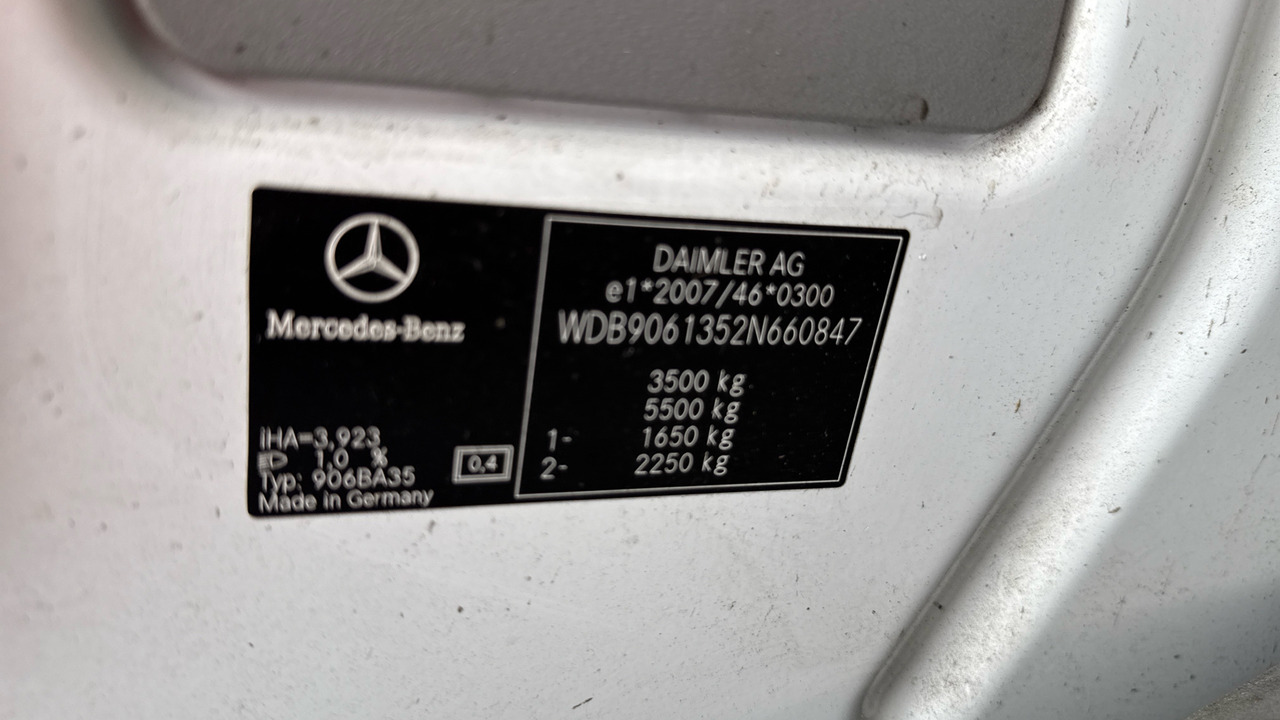 Mercedes-Benz
iHA=3,923
1,0 %
Typ: 906BA35
Made in Germany
0,4
DAIMLER AG
e1*2007/46*0300
WDB9061352N660847
3500 kg
5500 kg
1- 1650 kg
2- 2250 kg